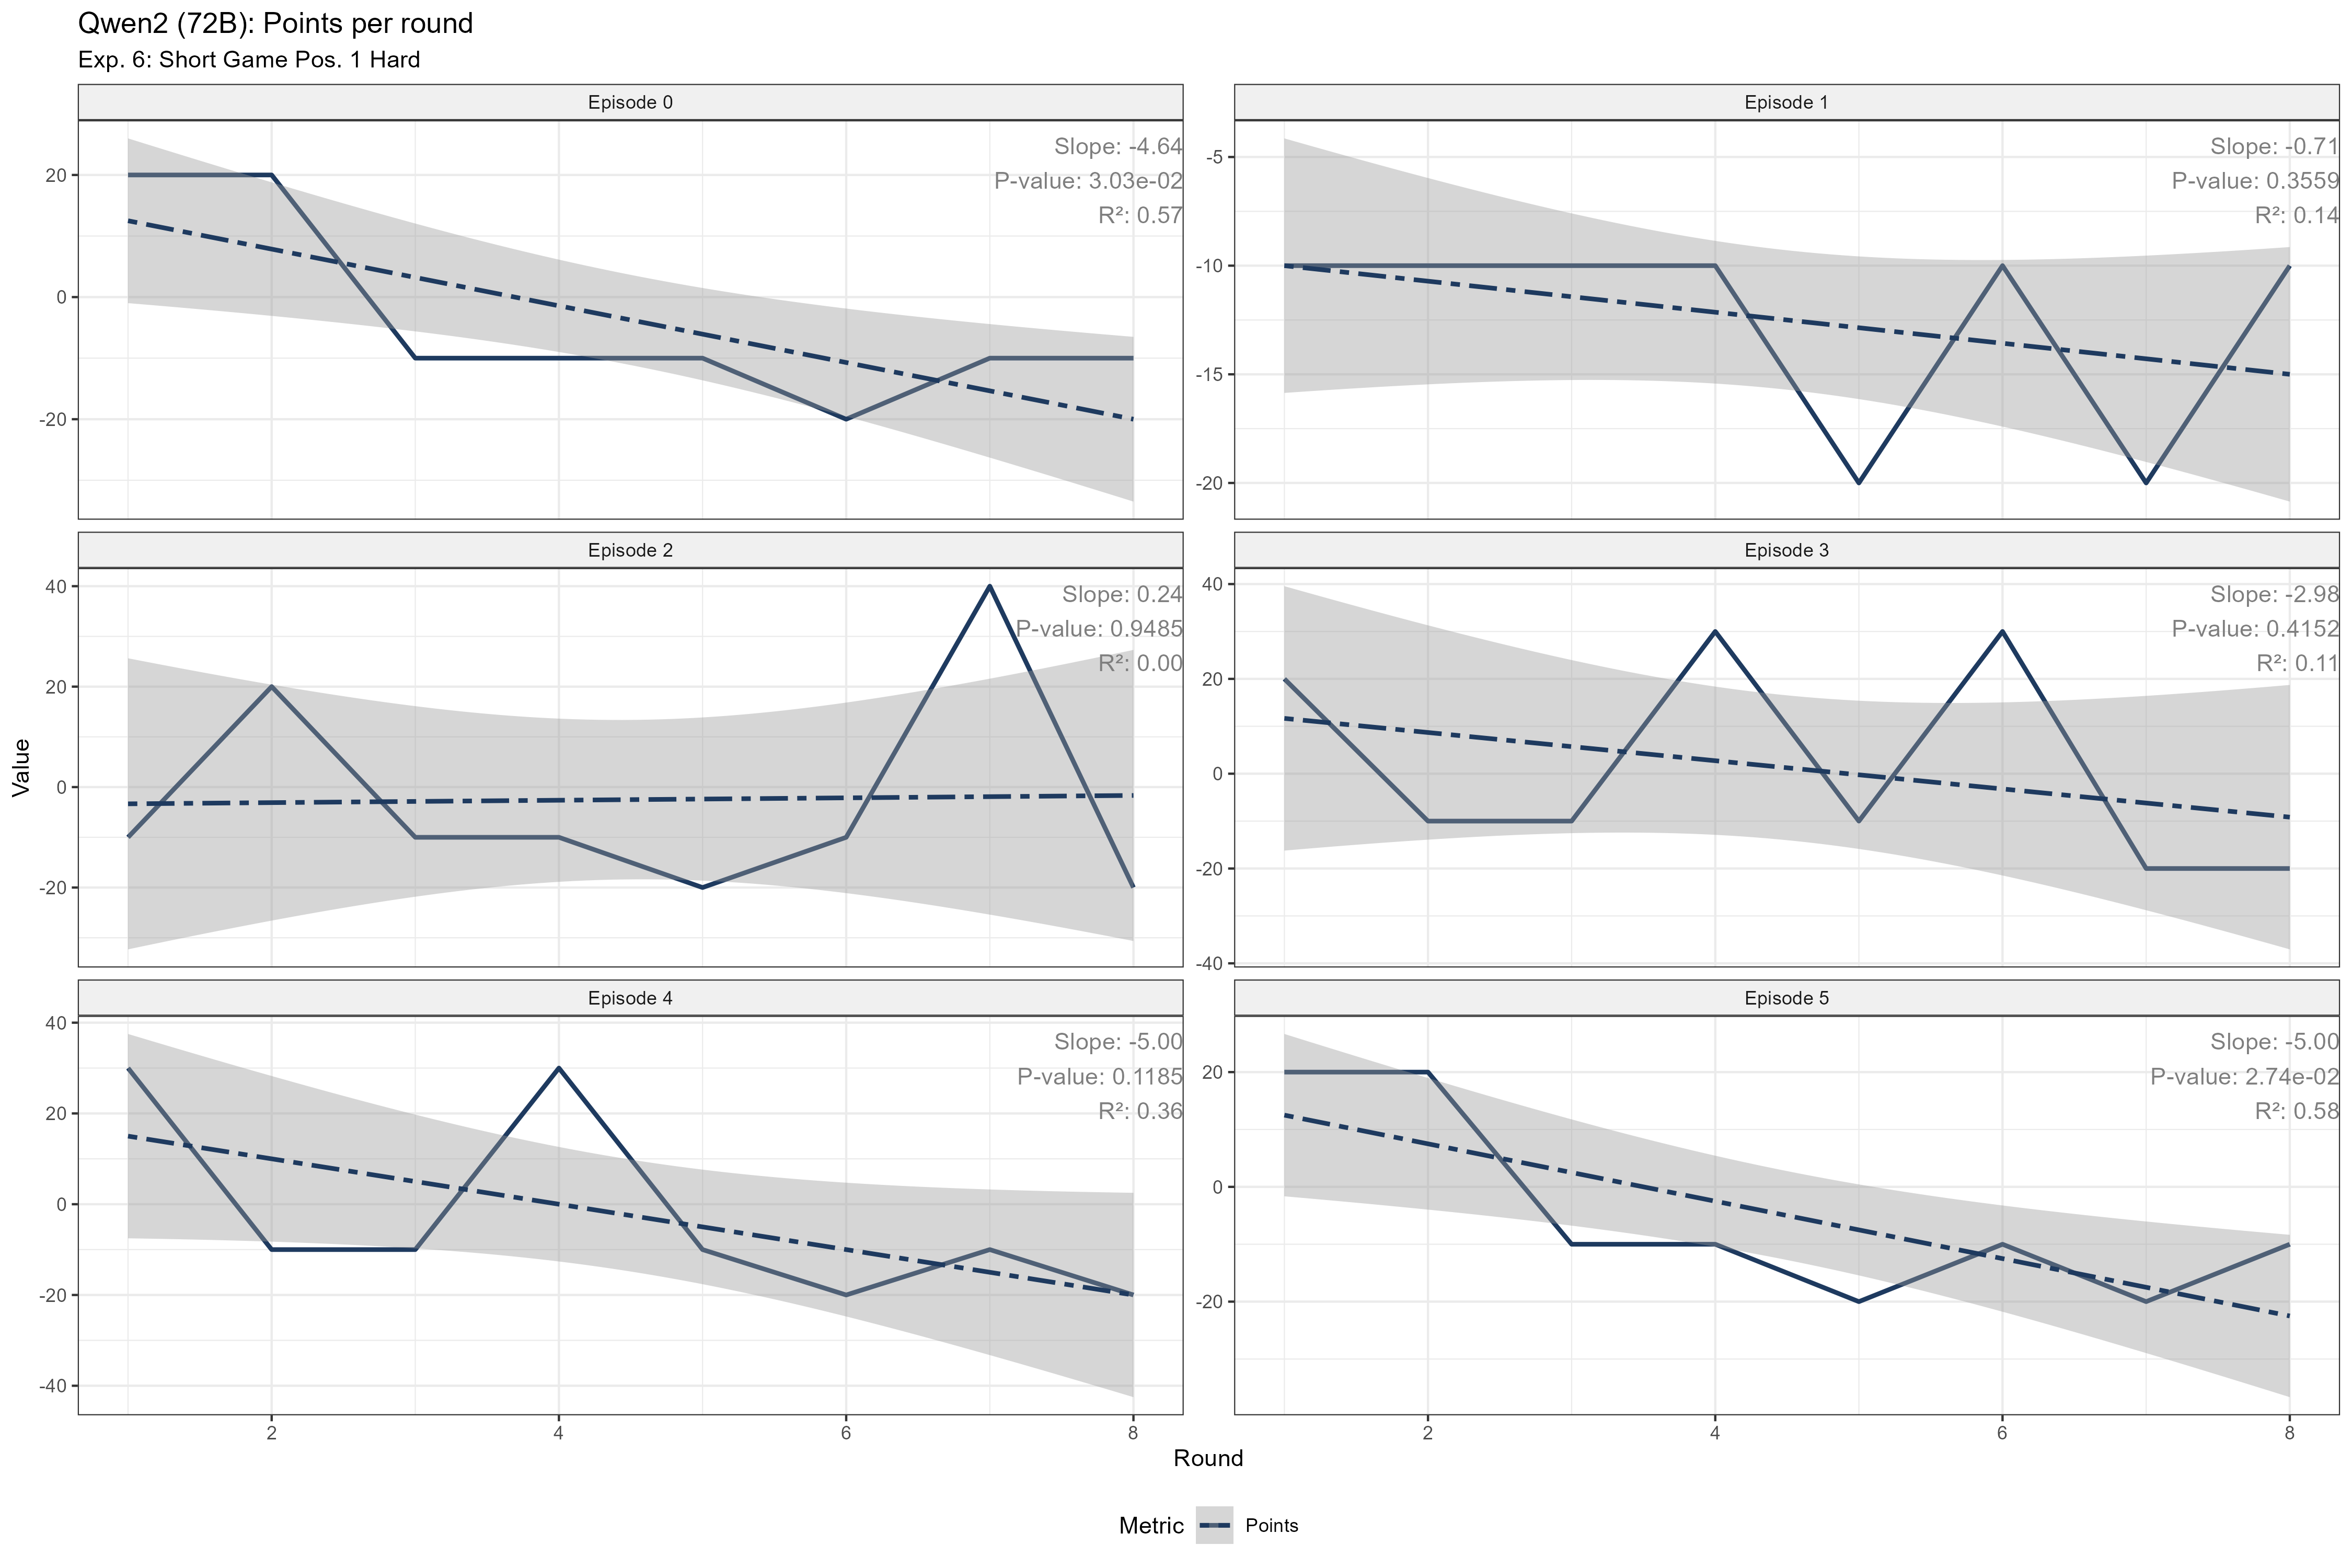 Qwen2 (72B): Points per round
Exp. 6: Short Game Pos. 1 Hard
Episode 0
Slope: -4.64
P-value: 3.03e-02
R²: 0.57
20
0
-20
Episode 1
Slope: -0.71
P-value: 0.3559
R²: 0.14
-5
-10
-15
-20
Episode 2
Slope: 0.24
P-value: 0.9485
R²: 0.00
40
20
0
-20
Episode 3
Slope: -2.98
P-value: 0.4152
R²: 0.11
40
20
0
-20
-40
Episode 4
Slope: -5.00
P-value: 0.1185
R²: 0.36
40
20
0
-20
-40
2 4 6 8
Episode 5
Slope: -5.00
P-value: 2.74e-02
R²: 0.58
20
0
-20
2 4 6 8
Value
Round
Metric Points